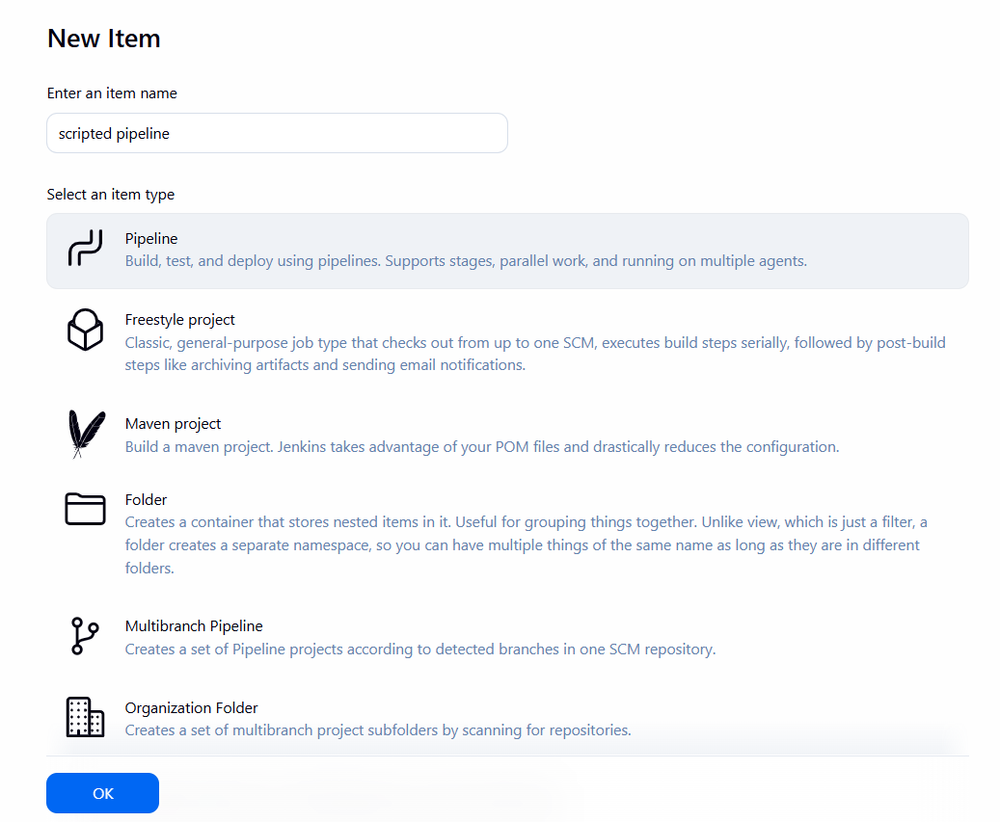 New Item
Enter an item name
scripted pipeline
Select an item type
Pipeline
Build, test, and deploy using pipelines. Supports stages, parallel work, and running on multiple agents.
Freestyle project
Classic, general-purpose job type that checks out from up to one SCM, executes build steps serially, followed by post-build
steps like archiving artifacts and sending email notifications.
Maven project
Build a maven project. Jenkins takes advantage of your POM files and drastically reduces the configuration.
Folder
Creates a container that stores nested items in it. Useful for grouping things together. Unlike view, which is just a filter, a
folder creates a separate namespace, so you can have multiple things of the same name as long as they are in different
folders.
Multibranch Pipeline
Creates a set of Pipeline projects according to detected branches in one SCM repository.
Organization Folder
Creates a set of multibranch project subfolders by scanning for repositories.
OK